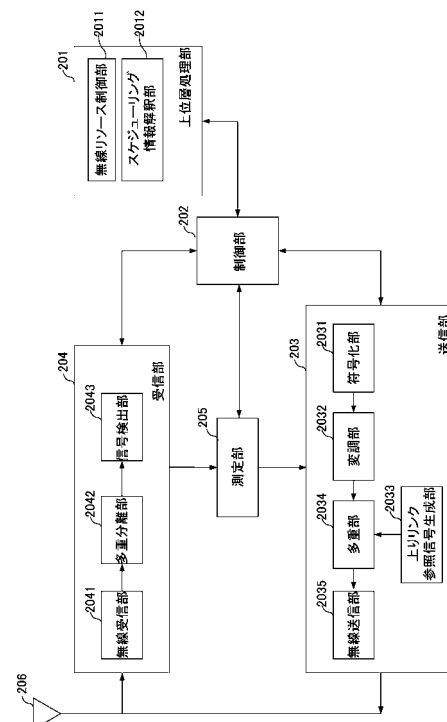 201
2011
無線リソース制御部
2012
スケジューリング
情報解釈部
上位層処理部
202
制御部
204
2043
信号検出部
2042
多重分離部
2041
無線受信部
受信部
205
測定部
203
2031
符号化部
2032
変調部
2034
多重部
2033
上りリンク
参照信号生成部
2035
無線送信部
送信部
206